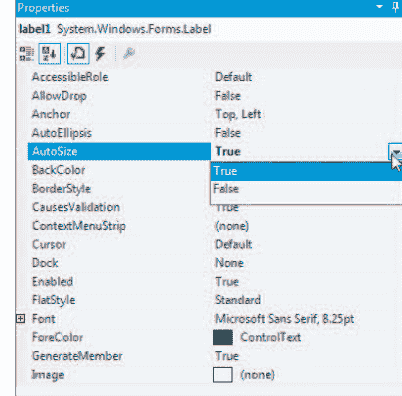 Properties
label1 System.Windows.Forms.Label
AccessibleRole Default
AllowDrop False
Anchor Top, Left
AutoEllipsis False
AutoSize True
True
BackColor
BorderStyle False
CausesValidation True
ContextMenuStrip (none)
Cursor Default
Dock None
Enabled True
FlatStyle Standard
Font Microsoft Sans Serif, 8.25pt
ForeColor ControlText
GenerateMember True
Image (none)